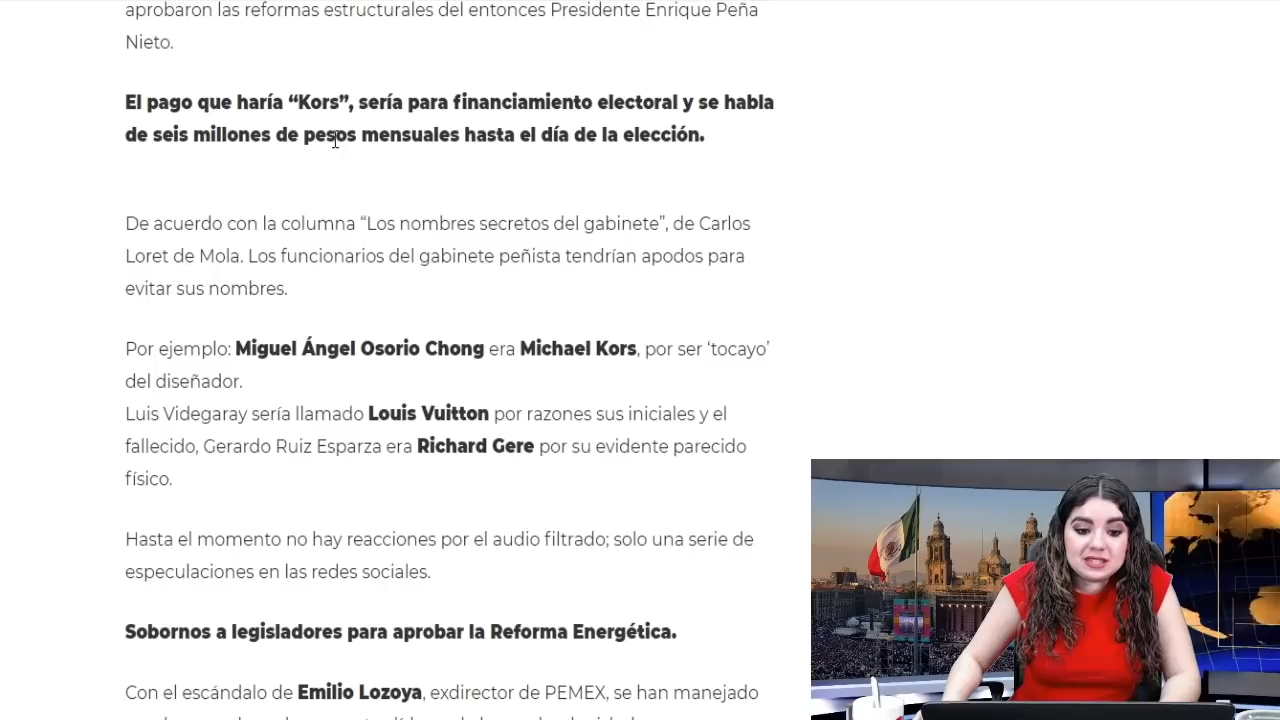 aprobaron las reformas estructurales del entonces Presidente Enrique Peña
Nieto.
El pago que haría “Kors”, sería para financiamiento electoral y se habla
de seis millones de pesos mensuales hasta el día de la elección.
De acuerdo con la columna “Los nombres secretos del gabinete”, de Carlos
Loret de Mola. Los funcionarios del gabinete peñista tendrían apodos para
evitar sus nombres.
Por ejemplo: Miguel Ángel Osorio Chong era Michael Kors, por ser ‘tocayo’
del diseñador.
Luis Videgaray sería llamado Louis Vuitton por razones sus iniciales y el
fallecido, Gerardo Ruiz Esparza era Richard Gere por su evidente parecido
físico.
Hasta el momento no hay reacciones por el audio filtrado; solo una serie de
especulaciones en las redes sociales.
Sobornos a legisladores para aprobar la Reforma Energética.
Con el escándalo de Emilio Lozoya, exdirector de PEMEX, se han manejado